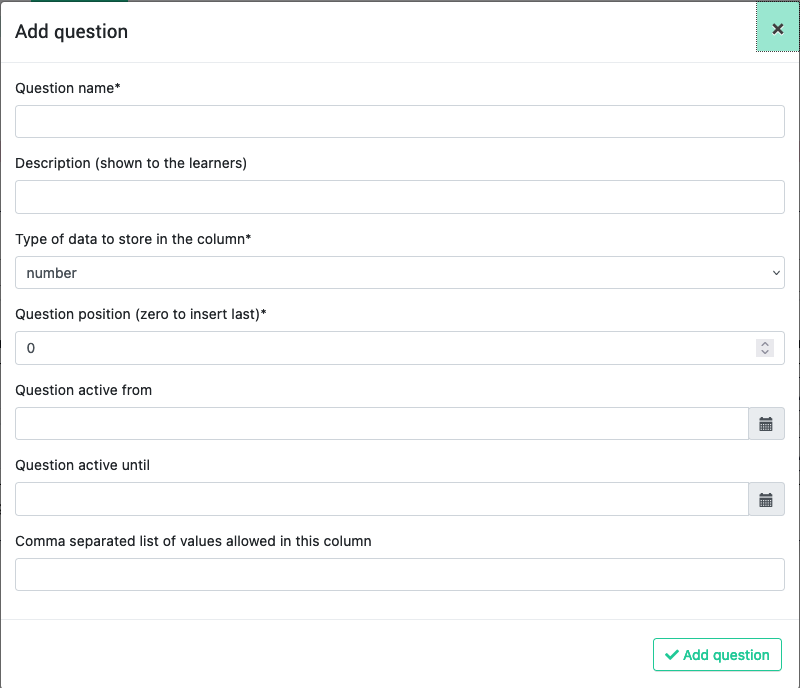 Add question
Question name*
Description (shown to the learners)
Type of data to store in the column*
number
Question position (zero to insert last)*
0
Question active from
Question active until
Comma separated list of values allowed in this column
Add question